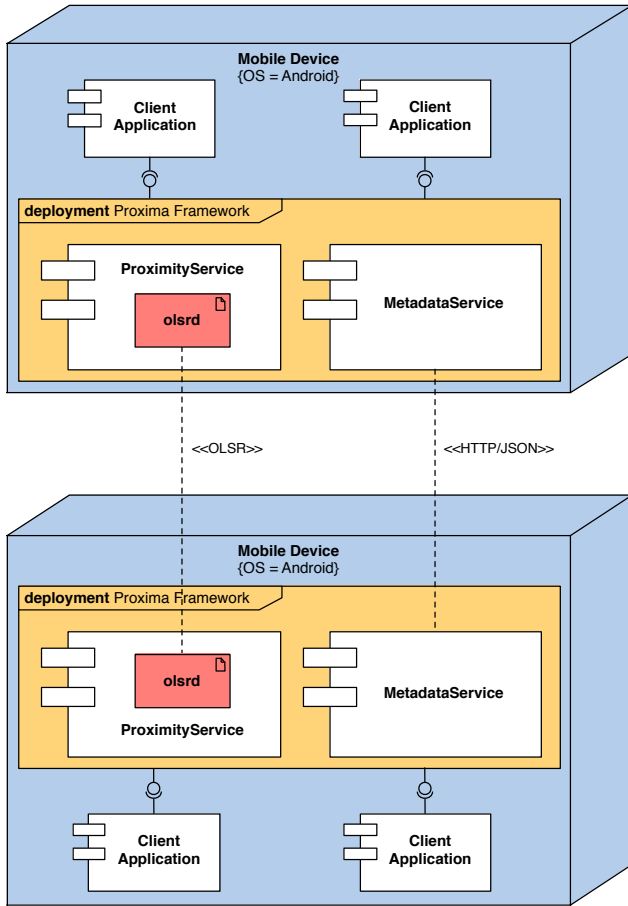 Mobile Device
{OS = Android}
Client
Application
Client
Application
deployment Proxima Framework
ProximityService
olsrd
MetadataService
<<OLSR>>
<<HTTP/JSON>>
Mobile Device
{OS = Android}
deployment Proxima Framework
olsrd
ProximityService
MetadataService
Client
Application
Client
Application